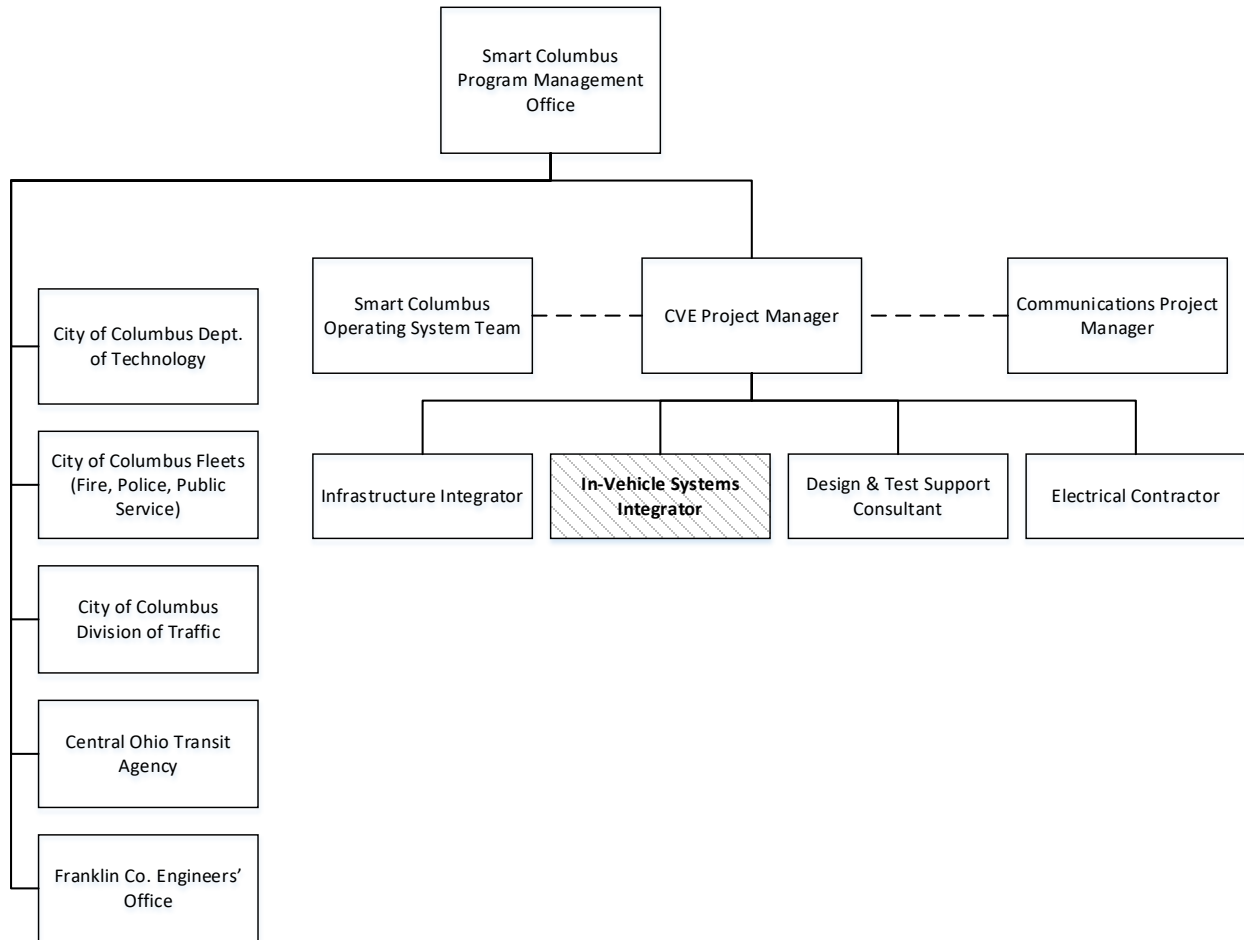 Smart Columbus
Program Management
Office
Smart Columbus
Operating System Team
CVE Project Manager
Communications Project
Manager
City of Columbus Dept.
of Technology
City of Columbus Fleets
(Fire, Police, Public
Service)
Infrastructure Integrator
In-Vehicle Systems
Integrator
Design & Test Support
Consultant
Electrical Contractor
City of Columbus
Division of Traffic
Central Ohio Transit
Agency
Franklin Co. Engineers’
Office